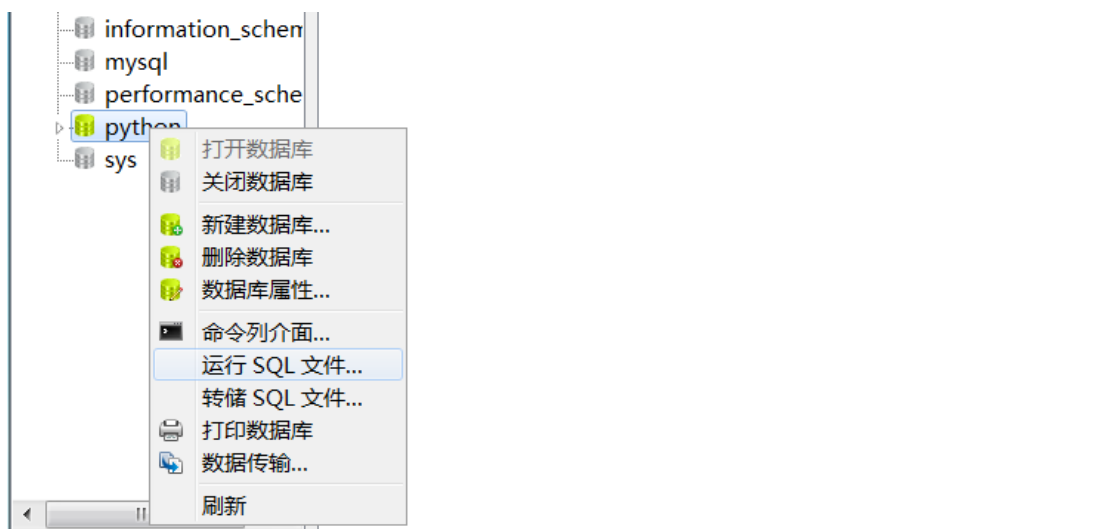 information_schem
mysql
performance_sche
python
sys
打开数据库
关闭数据库
新建数据库...
删除数据库
数据库属性...
命令列介面...
运行 SQL 文件...
转储 SQL 文件...
打印数据库
数据传输...
刷新